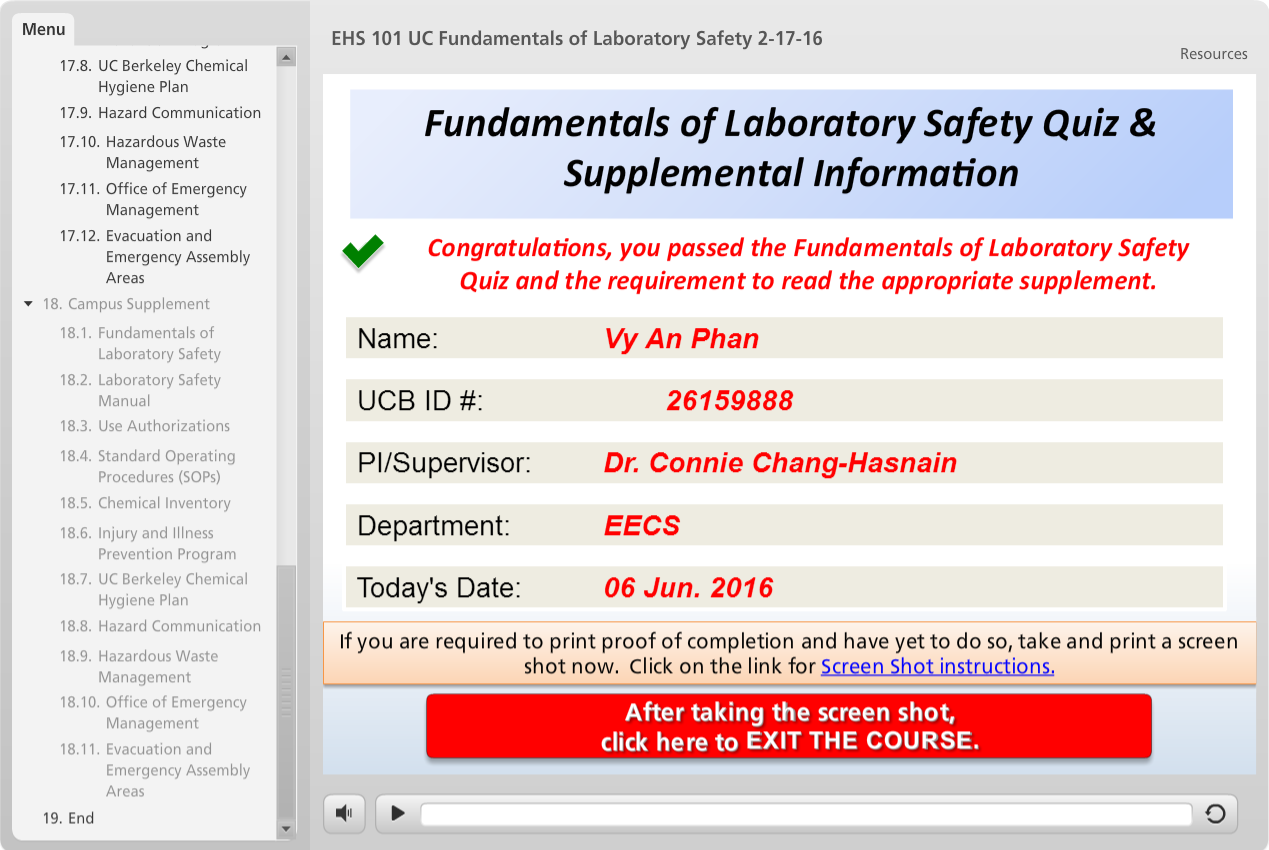 Menu
17.8. UC Berkeley Chemical
Hygiene Plan
17.9. Hazard Communication
17.10. Hazardous Waste
Management
17.11. Office of Emergency
Management
17.12. Evacuation and
Emergency Assembly
Areas
18. Campus Supplement
18.1. Fundamentals of
Laboratory Safety
18.2. Laboratory Safety
Manual
18.3. Use Authorizations
18.4. Standard Operating
Procedures (SOPs)
18.5. Chemical Inventory
18.6. Injury and Illness
Prevention Program
18.7. UC Berkeley Chemical
Hygiene Plan
18.8. Hazard Communication
18.9. Hazardous Waste
Management
18.10. Office of Emergency
Management
18.11. Evacuation and
Emergency Assembly
Areas
19. End
EHS 101 UC Fundamentals of Laboratory Safety 2-17-16
Resources
Fundamentals of Laboratory Safety Quiz &
Supplemental Information
Congratulations, you passed the Fundamentals of Laboratory Safety
Quiz and the requirement to read the appropriate supplement.
Name: Vy An Phan
UCB ID #: 26159888
PI/Supervisor: Dr. Connie Chang-Hasnain
Department: EECS
Today's Date: 06 Jun. 2016
If you are required to print proof of completion and have yet to do so, take and print a screen
shot now. Click on the link for Screen Shot instructions.
After taking the screen shot,
click here to EXIT THE COURSE.